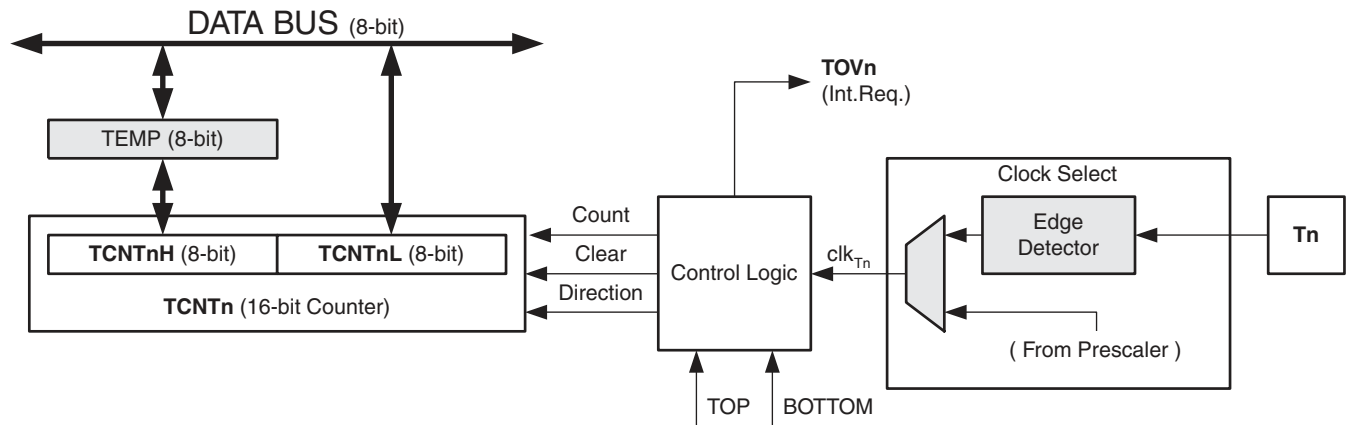 DATA BUS (8-bit)
TOVn
(Int.Req.)
TEMP (8-bit)
Clock Select
Count
Edge
Detector
Tn
TCNTnH (8-bit)
TCNTnL (8-bit)
Clear
Control Logic
clkTn
TCNTn (16-bit Counter)
Direction
( From Prescaler )
TOP
BOTTOM